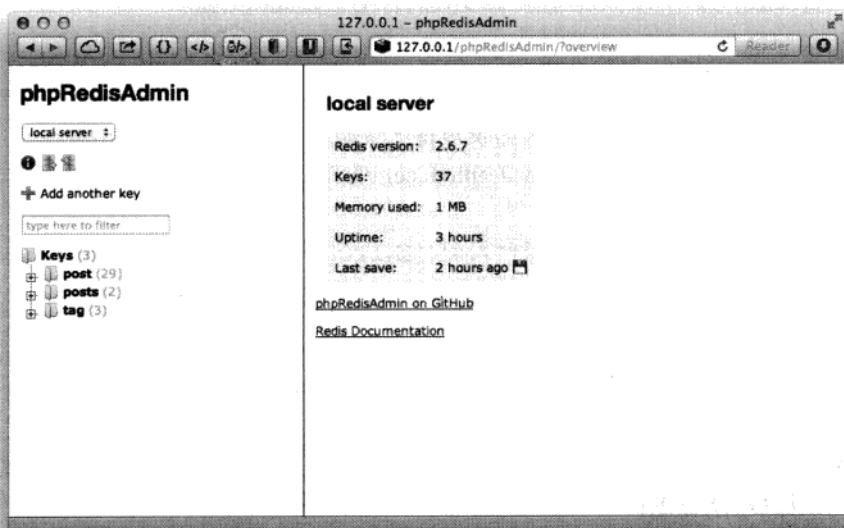 127.0.0.1 – phpRedisAdmin
127.0.0.1/phpRedisAdmin/?overview
Reader
phpRedisAdmin
local server
Add another key
type here to filter
Keys (3)
post (29)
posts (2)
tag (3)
local server
Redis version: 2.6.7
Keys: 37
Memory used: 1 MB
Uptime: 3 hours
Last save: 2 hours ago
phpRedisAdmin on GitHub
Redis Documentation